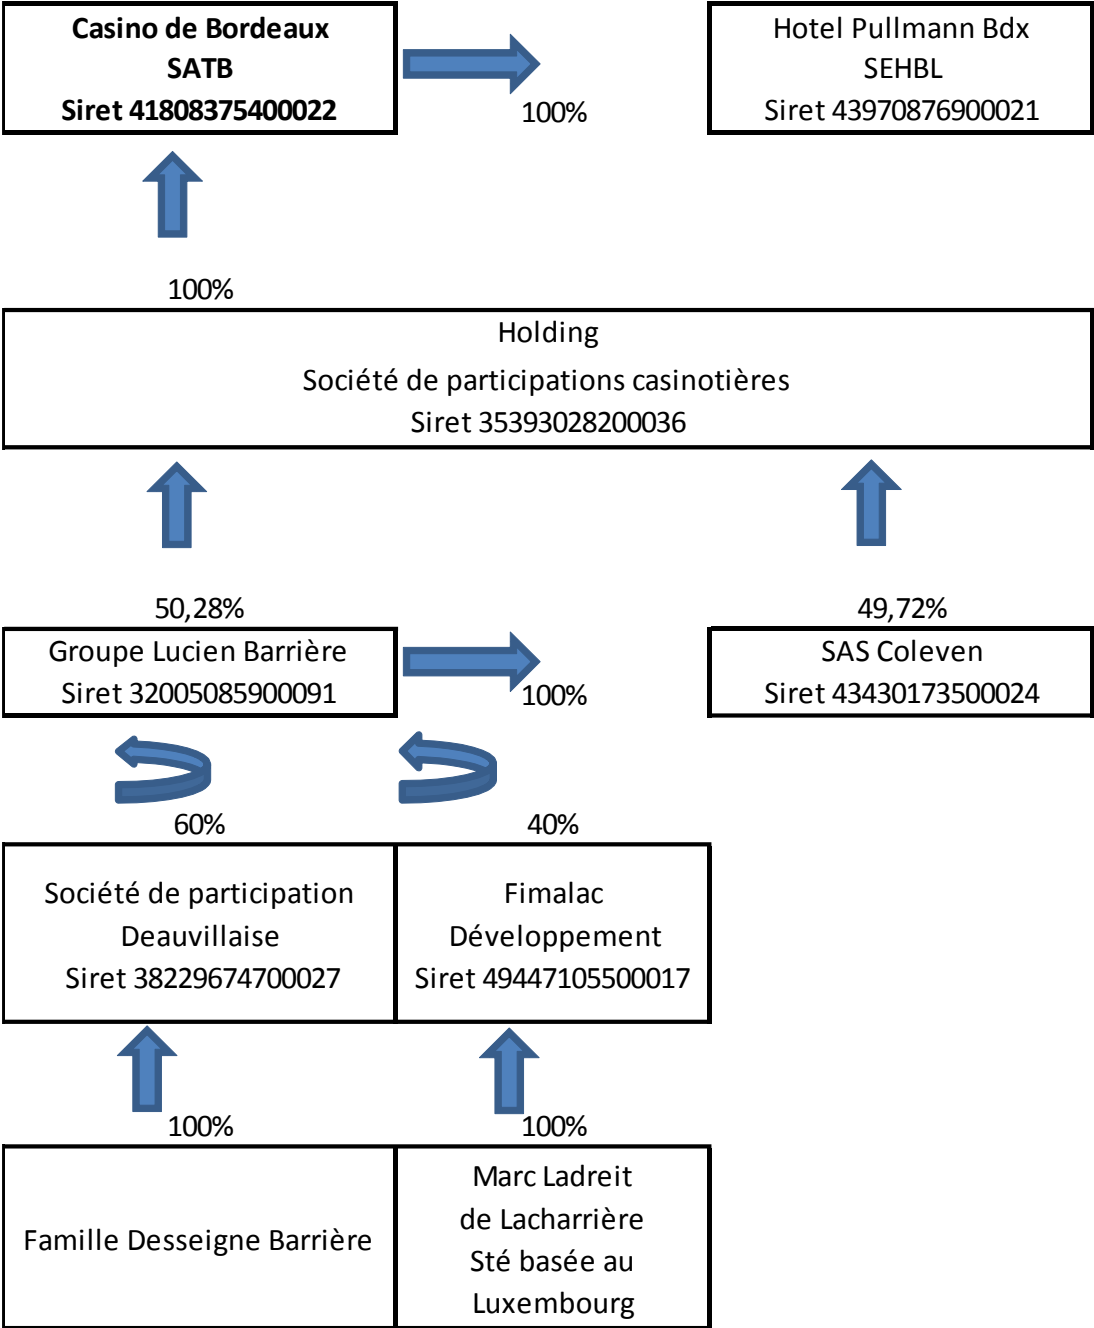 Casino de Bordeaux
SATB
Siret 41808375400022
100%
Hotel Pullmann Bdx
SEHBL
Siret 43970876900021
100%
Holding
Société de participations casinotières
Siret 35393028200036
50,28%
49,72%
Groupe Lucien Barrière
Siret 32005085900091
100%
SAS Coleven
Siret 43430173500024
60%
40%
Société de participation
Deauvillaise
Siret 38229674700027
Fimalac
Développement
Siret 49447105500017
100%
100%
Famille Desseigne Barrière
Marc Ladreit
de Lacharrière
Sté basée au
Luxembourg